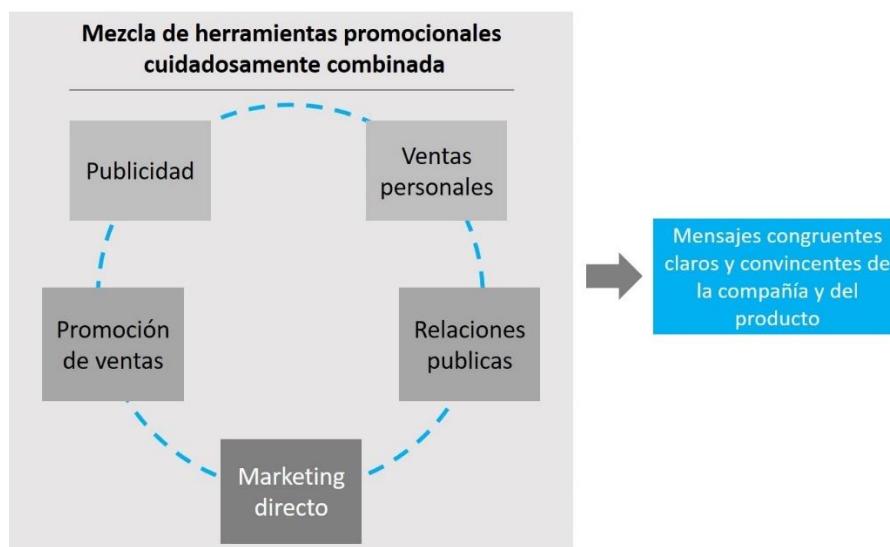 Mezcla de herramientas promocionales
cuidadosamente combinada
Publicidad
Ventas
personales
Promoción
de ventas
Relaciones
publicas
Marketing
directo
Mensajes congruentes
claros y convincentes de
la compañía y del
producto